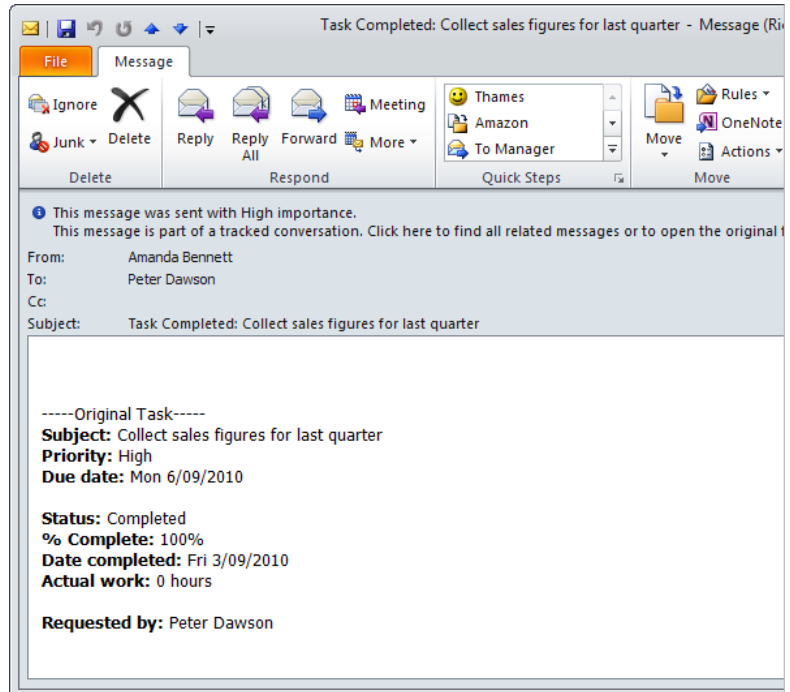 Task Completed: Collect sales figures for last quarter - Message (Ri
File Message
Ignore
Junk
Delete
Reply
Reply All
Forward
Meeting
More
Thames
Amazon
To Manager
Move
Rules
OneNote
Actions
Delete Respond Quick Steps Move
This message was sent with High importance.
This message is part of a tracked conversation. Click here to find all related messages or to open the original
From: Amanda Bennett
To: Peter Dawson
Cc:
Subject: Task Completed: Collect sales figures for last quarter
-----Original Task-----
Subject: Collect sales figures for last quarter
Priority: High
Due date: Mon 6/09/2010
Status: Completed
% Complete: 100%
Date completed: Fri 3/09/2010
Actual work: 0 hours
Requested by: Peter Dawson